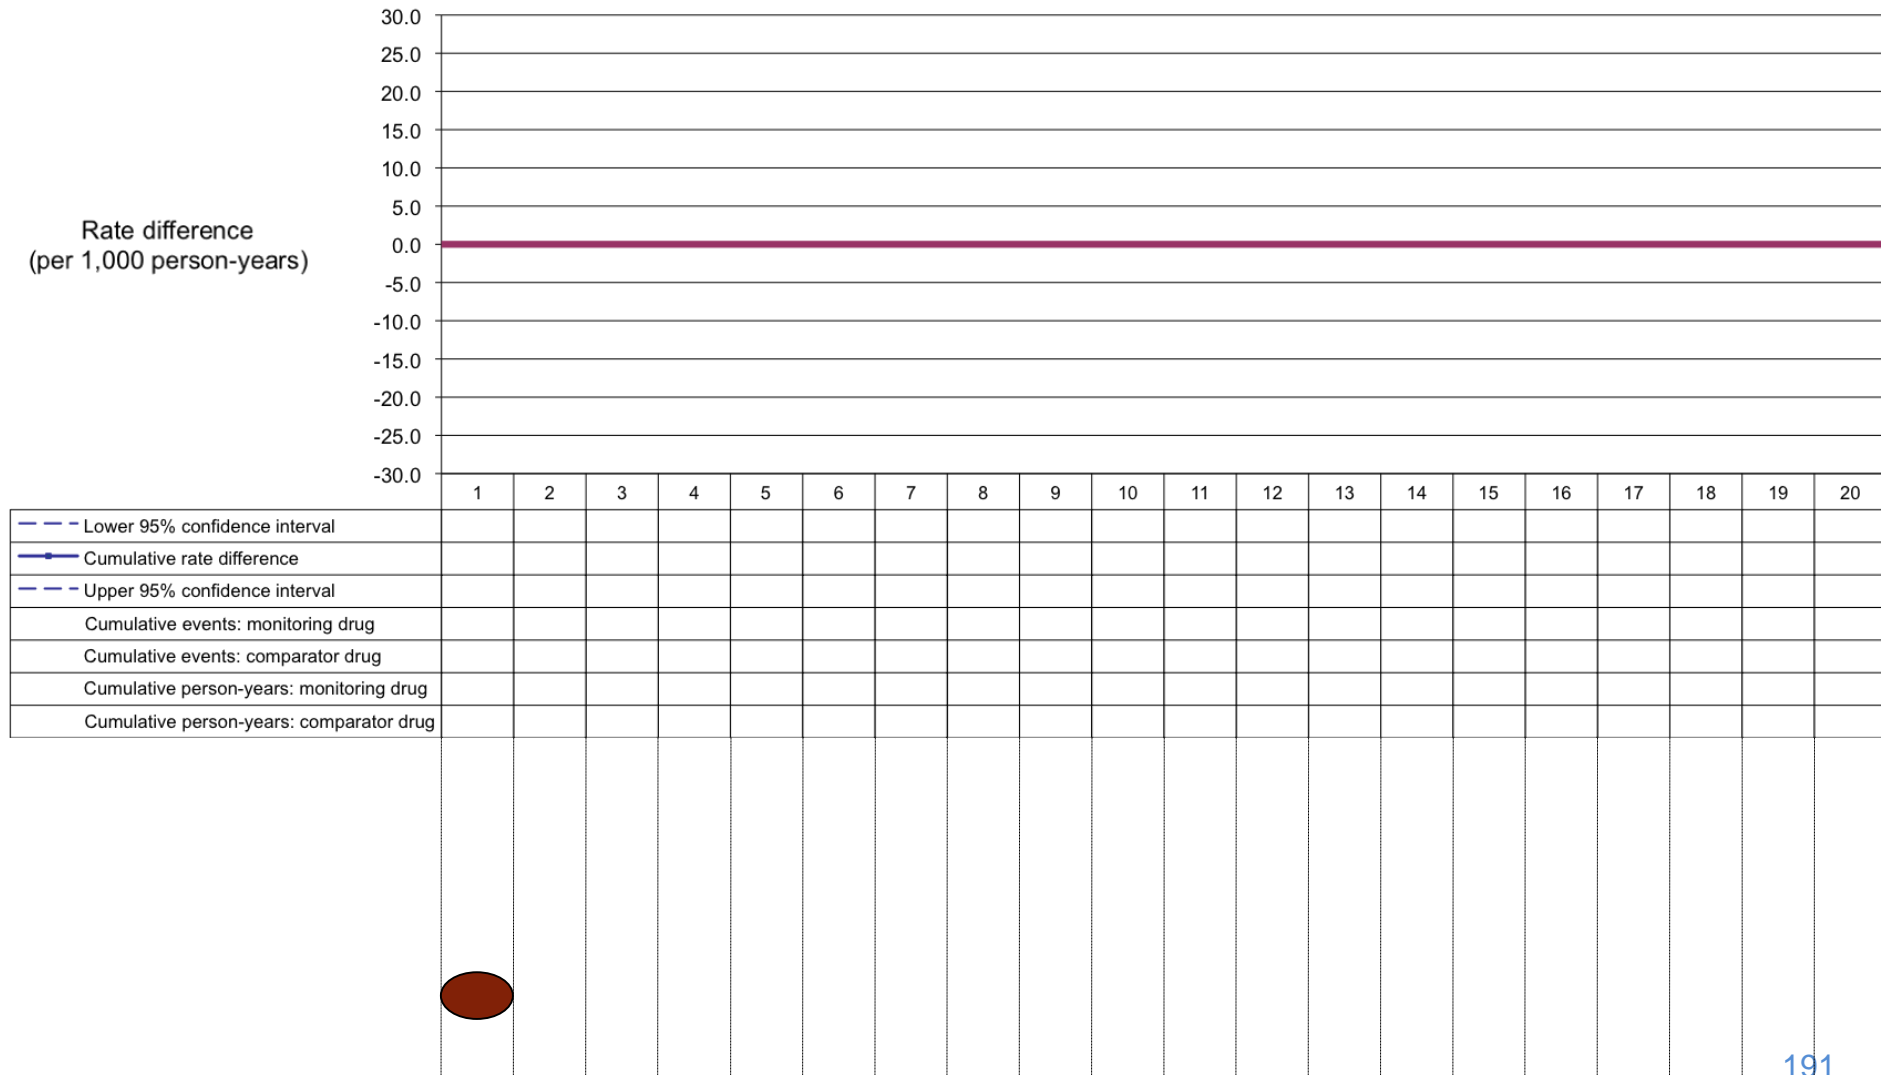 30.0
25.0
20.0
15.0
10.0
5.0
0.0
-5.0
-10.0
-15.0
-20.0
-25.0
-30.0
Rate difference
(per 1,000 person-years)
1 2 3 4 5 6 7 8 9 10 11 12 13 14 15 16 17 18 19 20
Lower 95% confidence interval
Cumulative rate difference
Upper 95% confidence interval
Cumulative events: monitoring drug
Cumulative events: comparator drug
Cumulative person-years: monitoring drug
Cumulative person-years: comparator drug
191